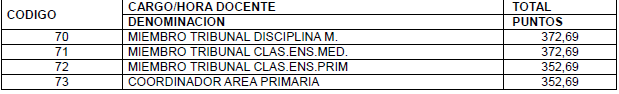 CODIGO CARGO/HORA DOCENTE TOTAL
DENOMINACION PUNTOS
70 MIEMBRO TRIBUNAL DISCIPLINA M. 372,69
71 MIEMBRO TRIBUNAL CLAS.ENS.MED. 372,69
72 MIEMBRO TRIBUNAL CLAS.ENS.PRIM 352,69
73 COORDINADOR AREA PRIMARIA 352,69